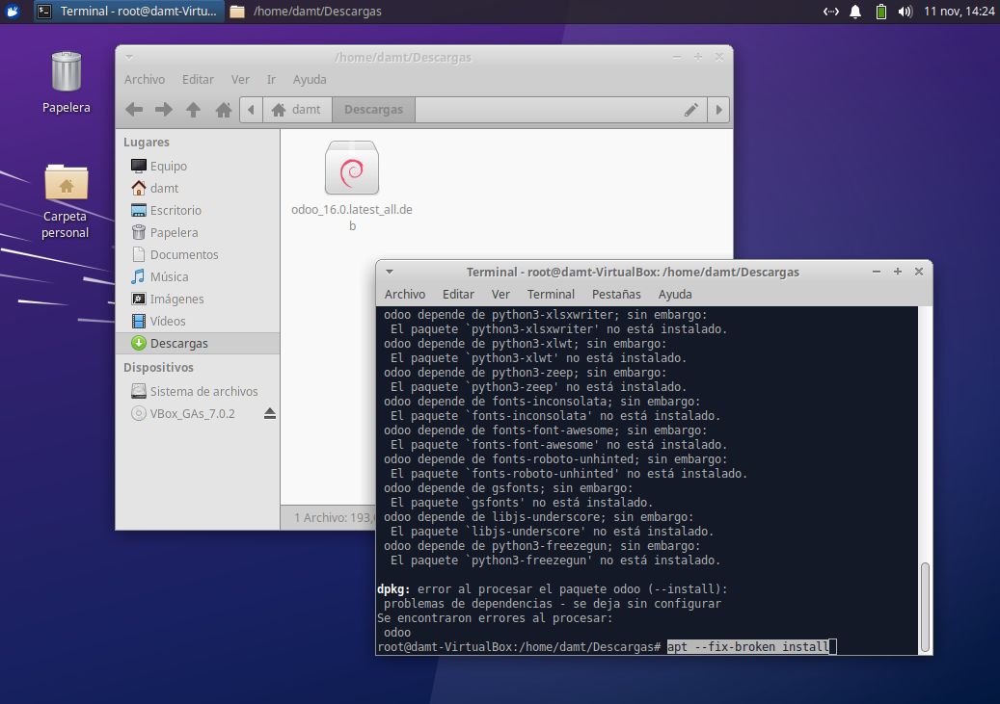 Terminal - root@damt-Virtu...
/home/damt/Descargas
11 nov, 14:24
Papelera
Carpeta
personal
/home/damt/Descargas
Archivo Editar Ver Ir Ayuda
damt Descargas
Lugares
Equipo
damt
Escritorio
Papelera
Documentos
Música
Imágenes
Vídeos
Descargas
Dispositivos
Sistema de archivos
VBox_GAs_7.0.2
odoo_16.0.latest_all.de
b
1 Archivo: 193,
Terminal - root@damt-VirtualBox: /home/damt/Descargas
Archivo Editar Ver Terminal Pestañas Ayuda
odoo depende de python3-xlsxwriter; sin embargo:
El paquete `python3-xlsxwriter' no está instalado.
odoo depende de python3-xlwt; sin embargo:
El paquete `python3-xlwt' no está instalado.
odoo depende de python3-zeep; sin embargo:
El paquete `python3-zeep' no está instalado.
odoo depende de fonts-inconsolata; sin embargo:
El paquete `fonts-inconsolata' no está instalado.
odoo depende de fonts-font-awesome; sin embargo:
El paquete `fonts-font-awesome' no está instalado.
odoo depende de fonts-roboto-unhinted; sin embargo:
El paquete `fonts-roboto-unhinted' no está instalado.
odoo depende de gsfonts; sin embargo:
El paquete `gsfonts' no está instalado.
odoo depende de libjs-underscore; sin embargo:
El paquete `libjs-underscore' no está instalado.
odoo depende de python3-freezegun; sin embargo:
El paquete `python3-freezegun' no está instalado.
dpkg: error al procesar el paquete odoo (--install):
problemas de dependencias - se deja sin configurar
Se encontraron errores al procesar:
odoo
root@damt-VirtualBox:/home/damt/Descargas# apt --fix-broken install